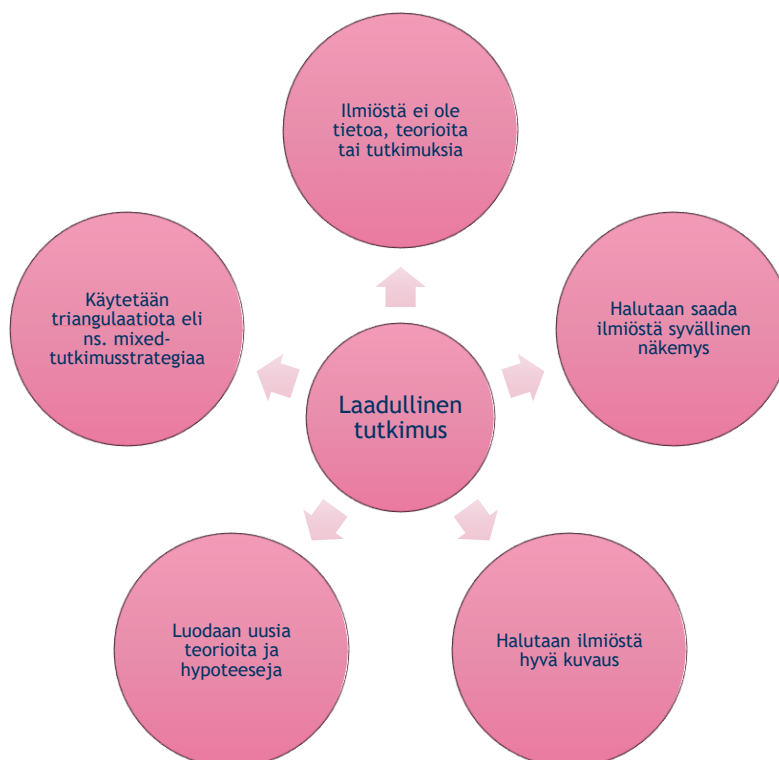 Ilmiöstä ei ole
tietoa, teorioita
tai tutkimuksia
Käytetään
triangulaatiota eli
ns. mixed-
tutkimusstrategiaa
Halutaan saada
ilmiöstä syvällinen
näkemys
Laadullinen
tutkimus
Luodaan uusia
teorioita ja
hypoteeseja
Halutaan ilmiöstä
hyvä kuvaus